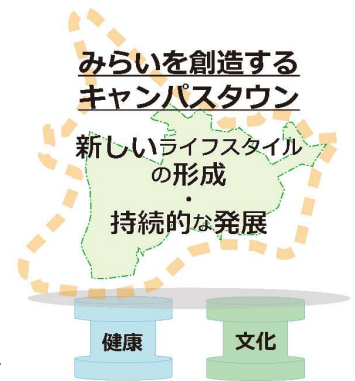 みらいを創造する
キャンパスタウン
新しいライフスタイル
の形成
・
持続的な発展
健康
文化